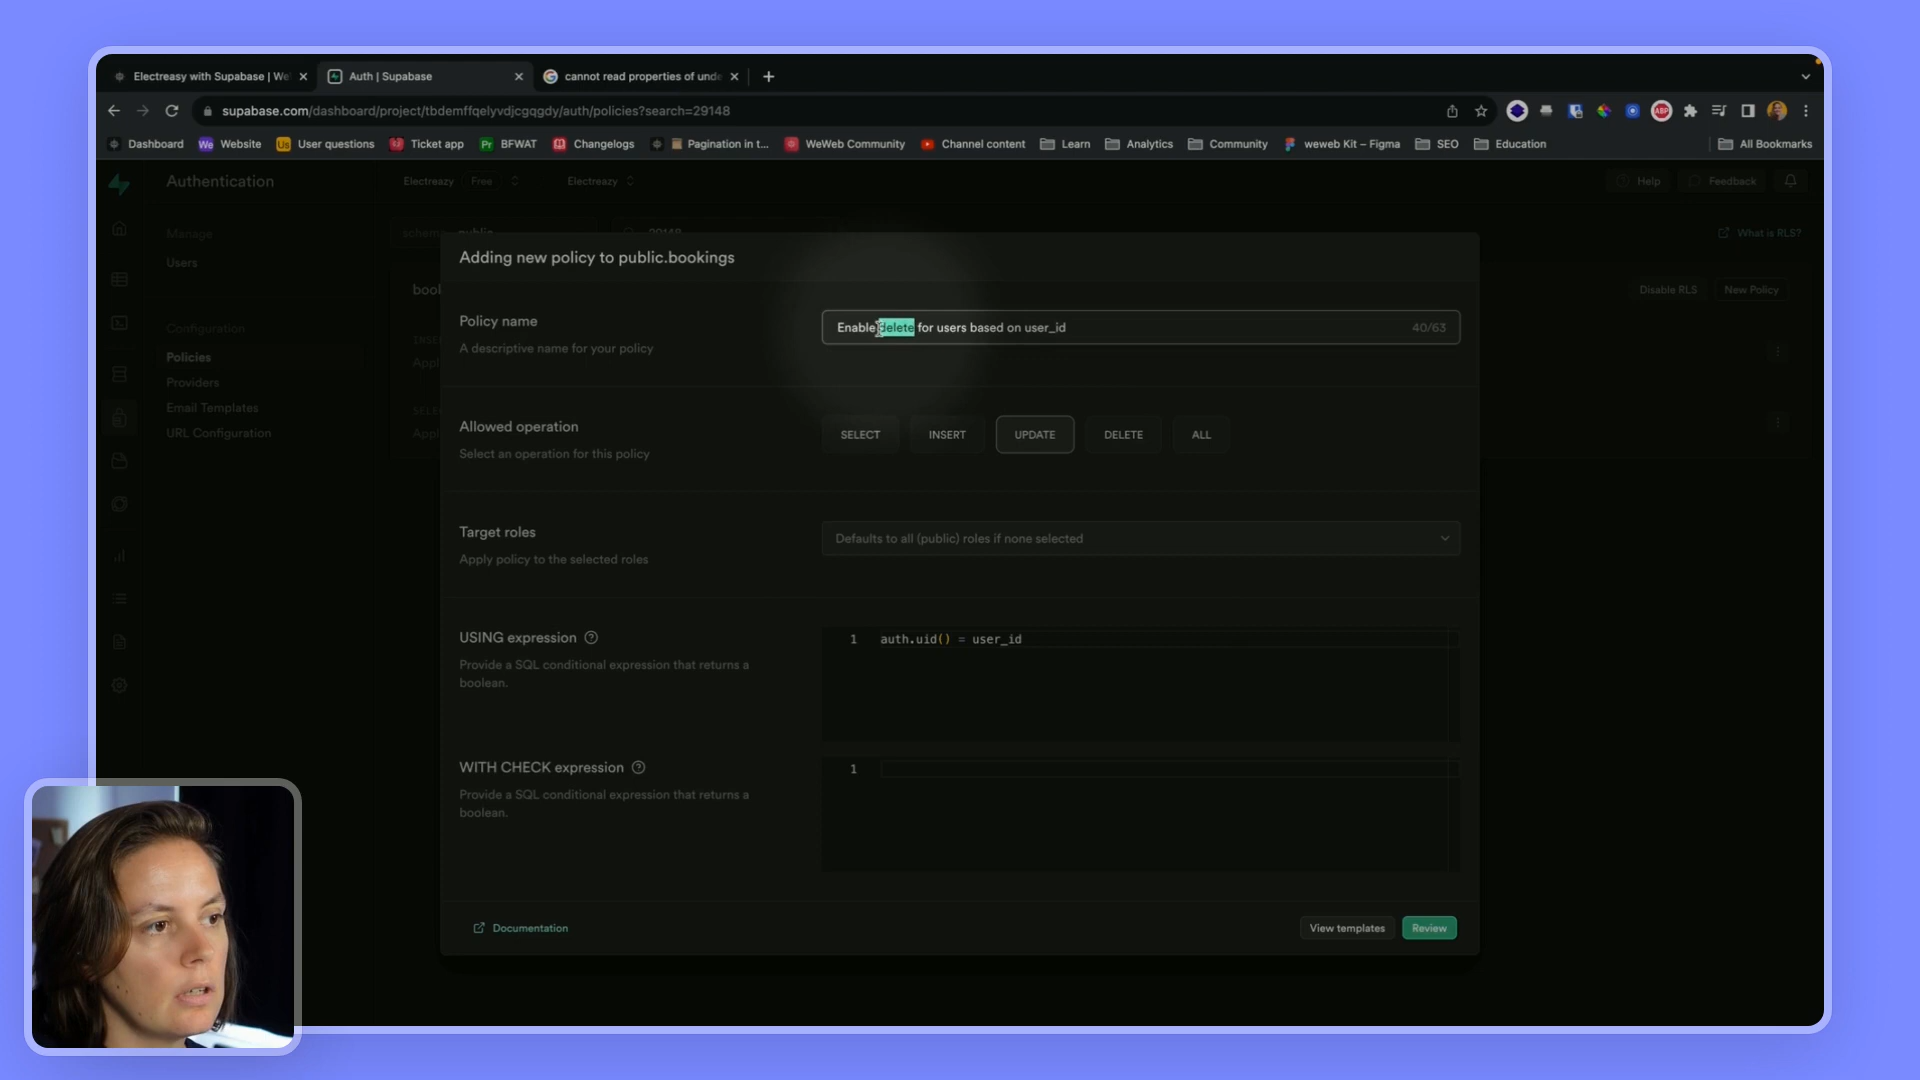 Electreasy with Supabase | We
Auth | Supabase
cannot read properties of unde
supabase.com/dashboard/project/tbdemffqelyvdjcgqgdy/auth/policies?search=29148
ABP
Dashboard
We Website
Us User questions
Ticket app
Pr BFWAT
Changelogs
Pagination in t...
WeWeb Community
Channel content
Learn
Analytics
Community
weweb Kit – Figma
SEO
Education
All Bookmarks
Authentication
Electreazy
Free
Electreazy
Help
Feedback
Manage
Users
schema
public
29148
What is RLS?
Configuration
Policies
Providers
Email Templates
URL Configuration
Disable RLS
New Policy
Adding new policy to public.bookings
Policy name
A descriptive name for your policy
Enable delete for users based on user_id
40/63
Allowed operation
Select an operation for this policy
SELECT
INSERT
UPDATE
DELETE
ALL
Target roles
Apply policy to the selected roles
Defaults to all (public) roles if none selected
USING expression
Provide a SQL conditional expression that returns a
boolean.
1 auth.uid() = user_id
WITH CHECK expression
Provide a SQL conditional expression that returns a
boolean.
1
Documentation
View templates
Review